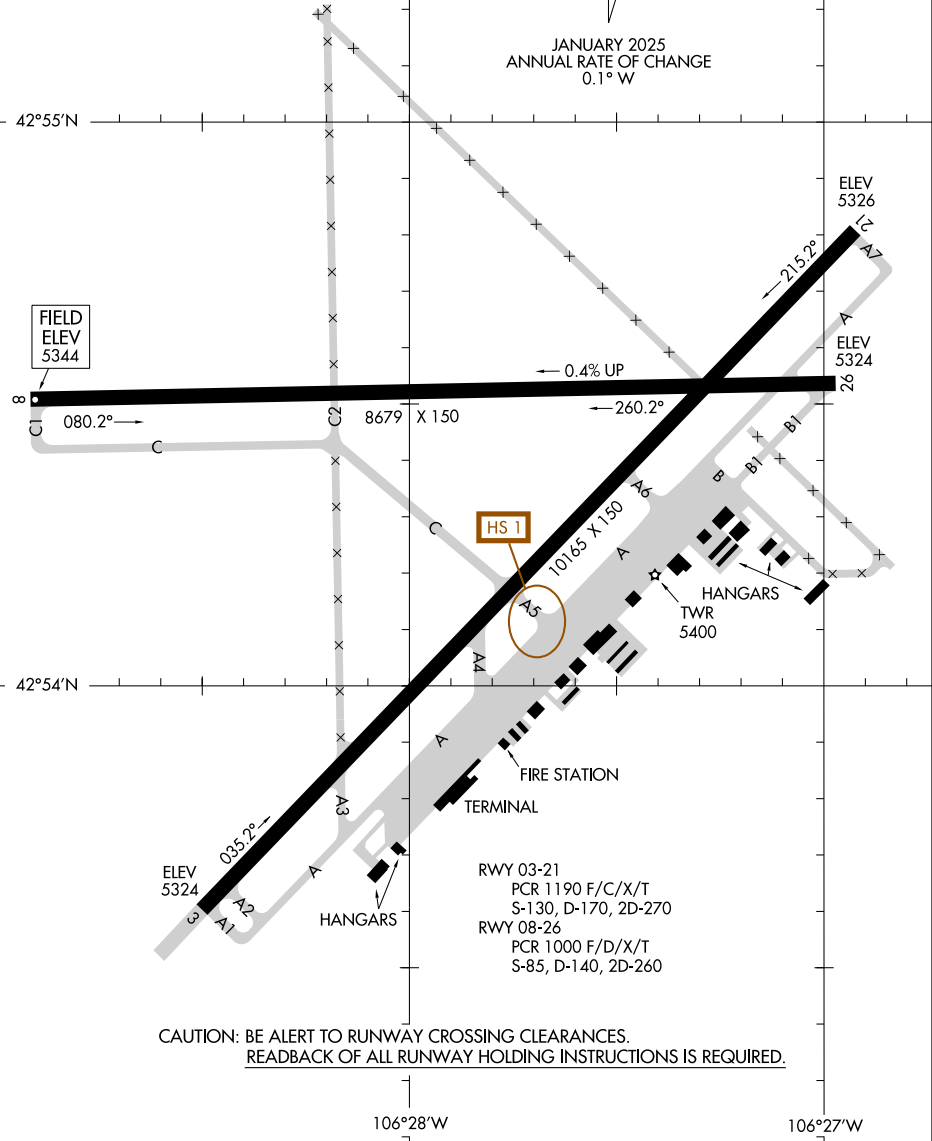 JANUARY 2025
ANNUAL RATE OF CHANGE
0.1° W
42°55'N
ELEV
5326
21
A7
215.2°
A
FIELD
ELEV
5344
ELEV
5324
0.4% UP
8
26
C1
080.2°
C2
8679 X 150
260.2°
B1
C
B
B1
A6
C
HS 1
10165 X 150
A
A5
HANGARS
TWR
5400
A4
42°54'N
A
FIRE STATION
A3
TERMINAL
035.2°
ELEV
5324
A
A2
3
A1
HANGARS
RWY 03-21
PCR 1190 F/C/X/T
S-130, D-170, 2D-270
RWY 08-26
PCR 1000 F/D/X/T
S-85, D-140, 2D-260
CAUTION: BE ALERT TO RUNWAY CROSSING CLEARANCES.
READBACK OF ALL RUNWAY HOLDING INSTRUCTIONS IS REQUIRED.
106°28'W
106°27'W